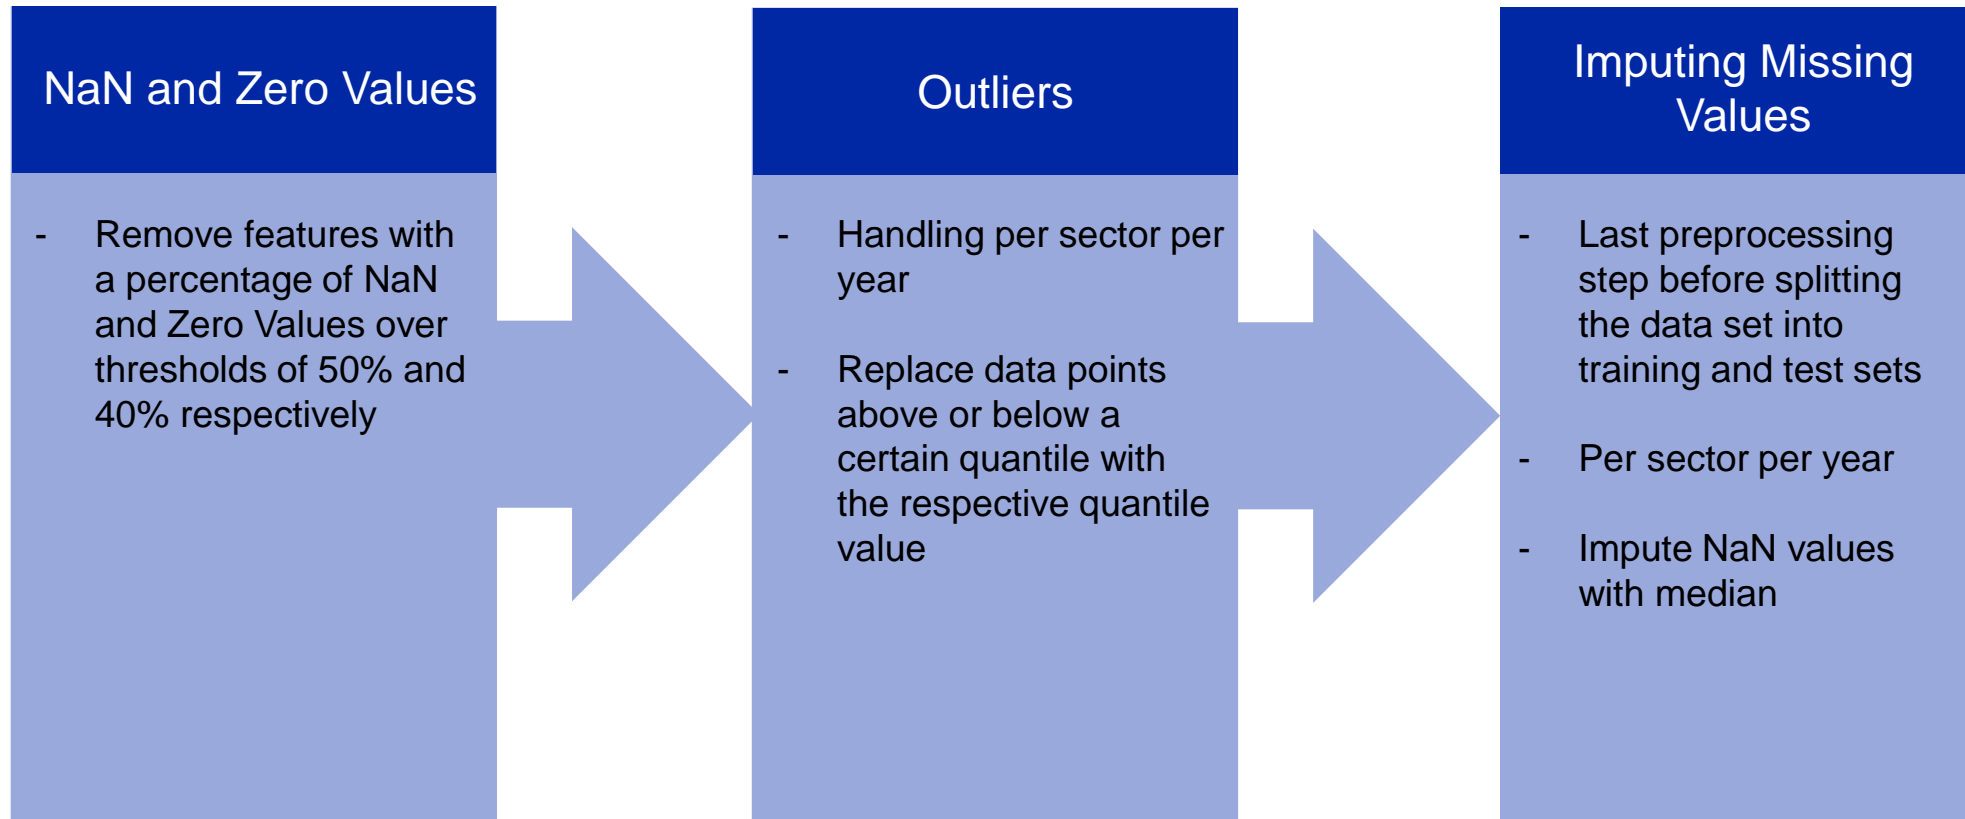 NaN and Zero Values
- Remove features with
a percentage of NaN
and Zero Values over
thresholds of 50% and
40% respectively
Outliers
- Handling per sector per
year
- Replace data points
above or below a
certain quantile with
the respective quantile
value
Imputing Missing
Values
- Last preprocessing
step before splitting
the data set into
training and test sets
- Per sector per year
- Impute NaN values
with median